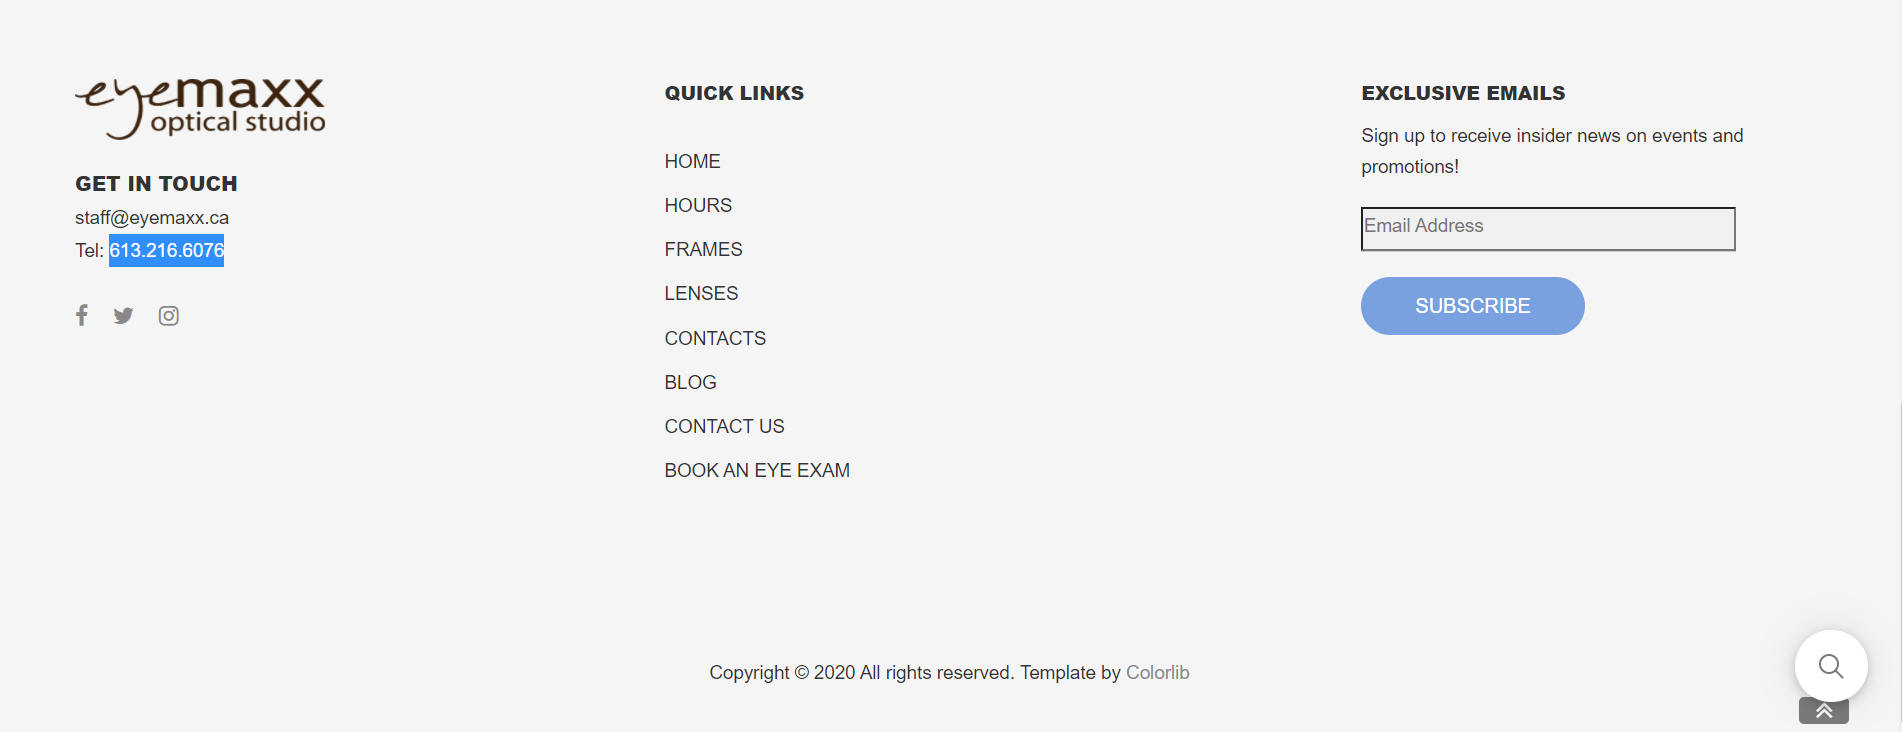 eyemaxx
optical studio
GET IN TOUCH
staff@eyemaxx.ca
Tel: 613.216.6076
QUICK LINKS
HOME
HOURS
FRAMES
LENSES
CONTACTS
BLOG
CONTACT US
BOOK AN EYE EXAM
EXCLUSIVE EMAILS
Sign up to receive insider news on events and
promotions!
Email Address
SUBSCRIBE
Copyright © 2020 All rights reserved. Template by Colorlib